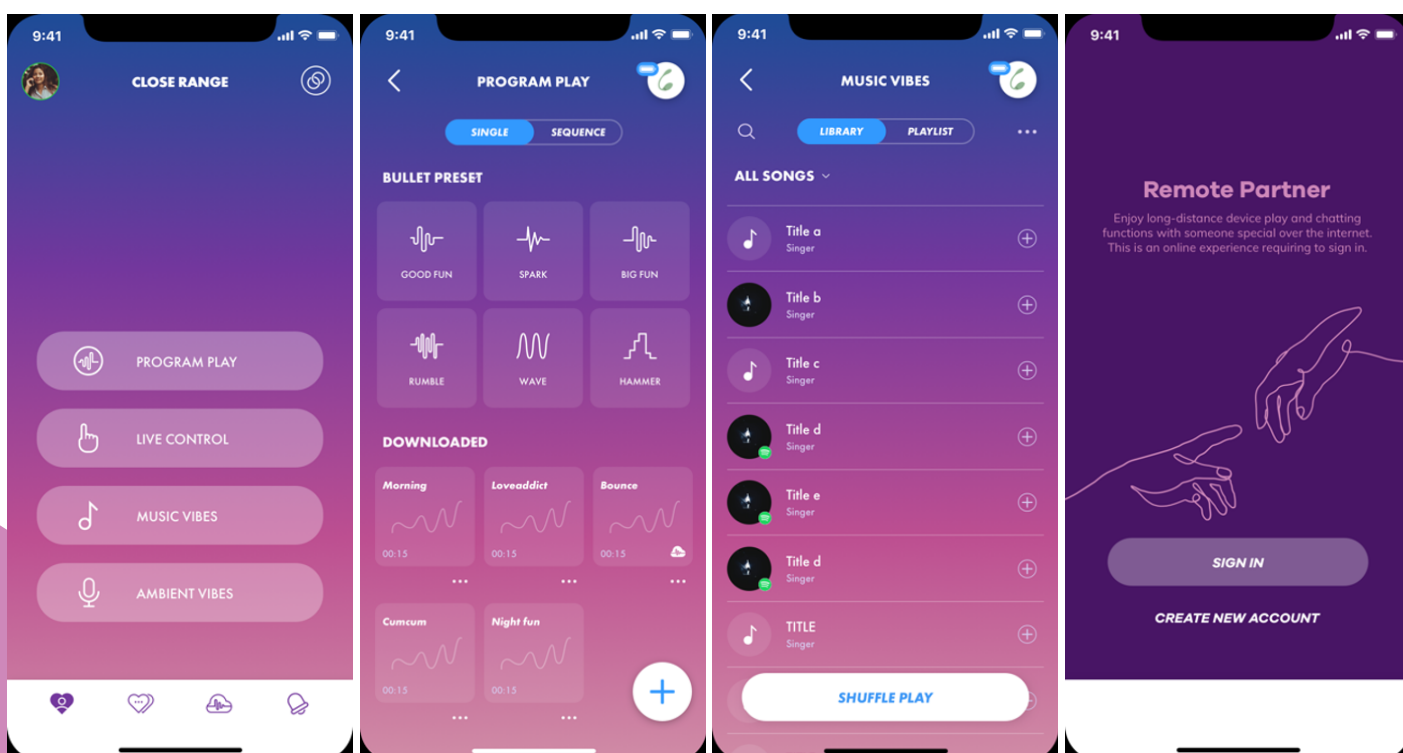 9:41
CLOSE RANGE
PROGRAM PLAY
LIVE CONTROL
MUSIC VIBES
AMBIENT VIBES
9:41
PROGRAM PLAY
SINGLE SEQUENCE
BULLET PRESET
GOOD FUN SPARK BIG FUN
RUMBLE WAVE HAMMER
DOWNLOADED
Morning Loveaddict Bounce
00:15 00:15 00:15
Cumcum Night fun
00:15 00:15
9:41
MUSIC VIBES
LIBRARY PLAYLIST
ALL SONGS
Title a
Singer
Title b
Singer
Title c
Singer
Title d
Singer
Title e
Singer
Title d
Singer
TITLE
Singer
SHUFFLE PLAY
9:41
Remote Partner
Enjoy long-distance device play and chatting
functions with someone special over the internet.
This is an online experience requiring to sign in.
SIGN IN
CREATE NEW ACCOUNT